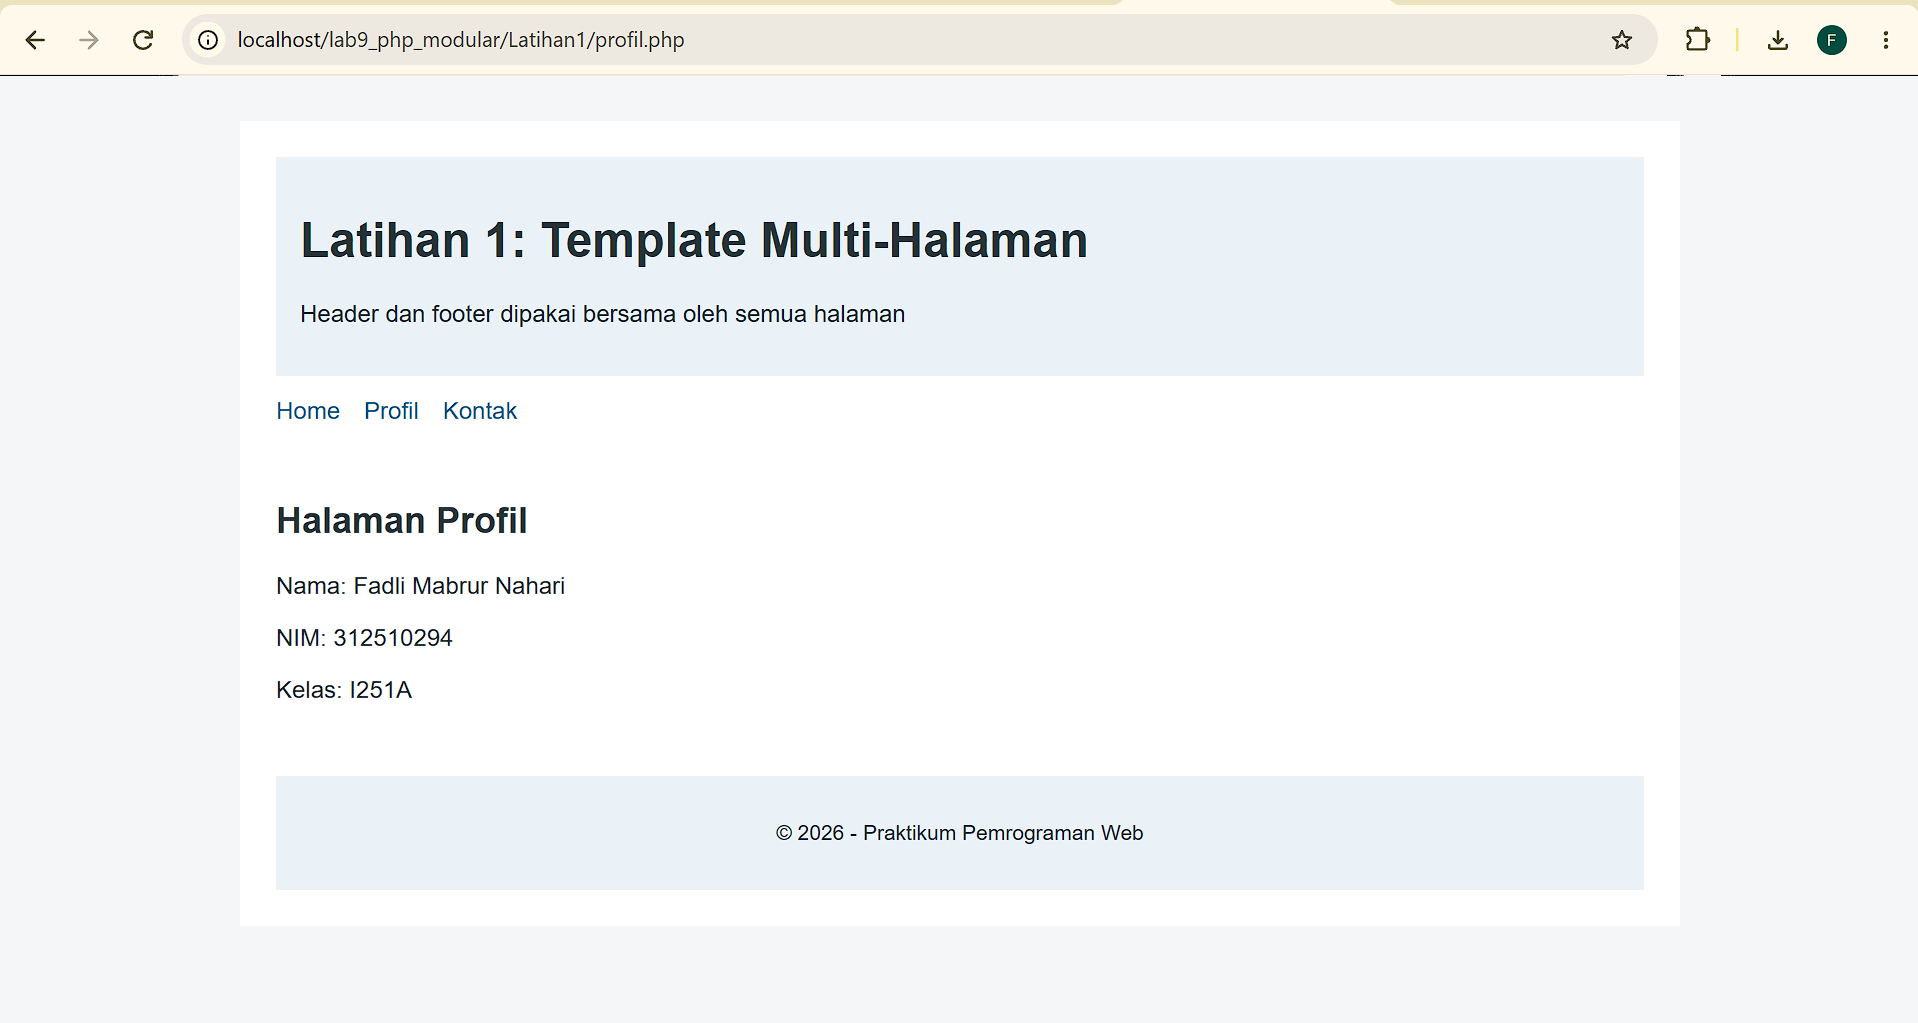 localhost/lab9_php_modular/Latihan1/profil.php
F
Latihan 1: Template Multi-Halaman
Header dan footer dipakai bersama oleh semua halaman
Home Profil Kontak
Halaman Profil
Nama: Fadli Mabrur Nahari
NIM: 312510294
Kelas: I251A
© 2026 - Praktikum Pemrograman Web